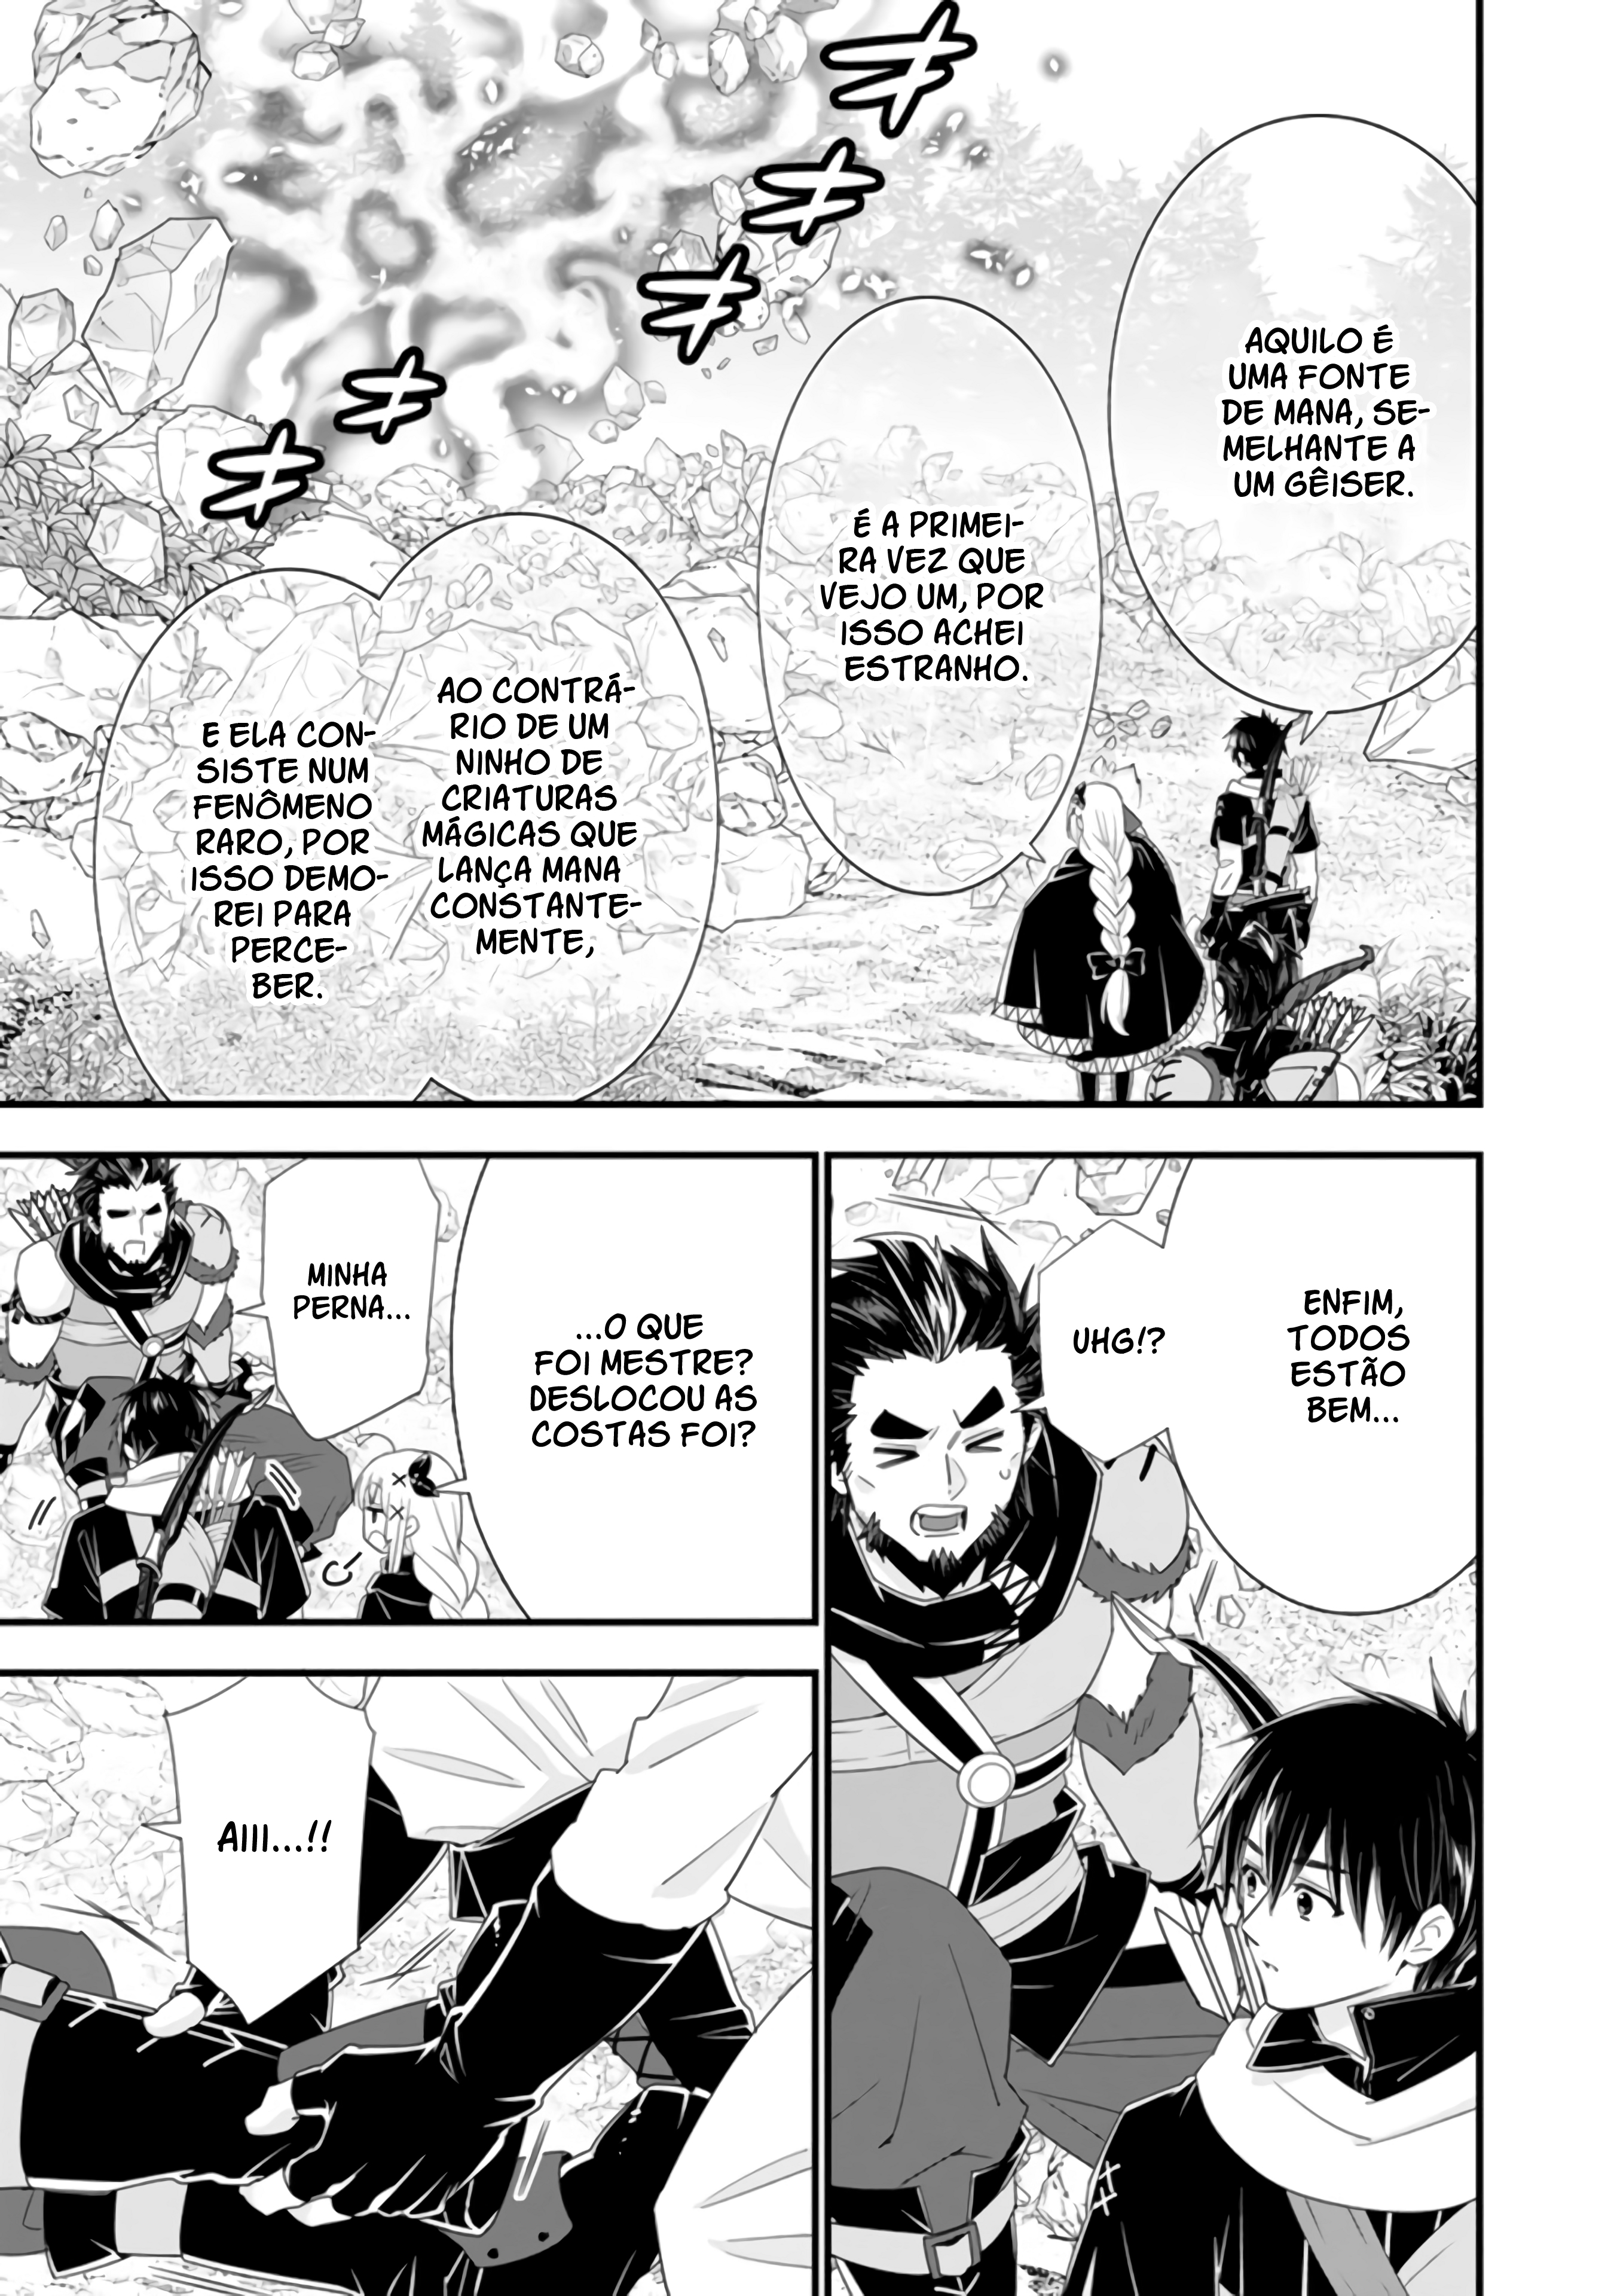 AQUILO É
UMA FONTE
DE MANA, SE-
MELHANTE A
UM GÊISER.
É A PRIMEI-
RA VEZ QUE
VEJO UM, POR
ISSO ACHEI
ESTRANHO.
AO CONTRÁ-
RIO DE UM
NINHO DE
CRIATURAS
MÁGICAS QUE
LANÇA MANA
CONSTANTE-
MENTE,
E ELA CON-
SISTE NUM
FENÔMENO
RARO, POR
ISSO DEMO-
REI PARA
PERCE-
BER.
ENFIM,
TODOS
ESTÃO
BEM...
UHG!?
...O QUE
FOI MESTRE?
DESLOCOU AS
COSTAS FOI?
MINHA
PERNA...
AIII...!!